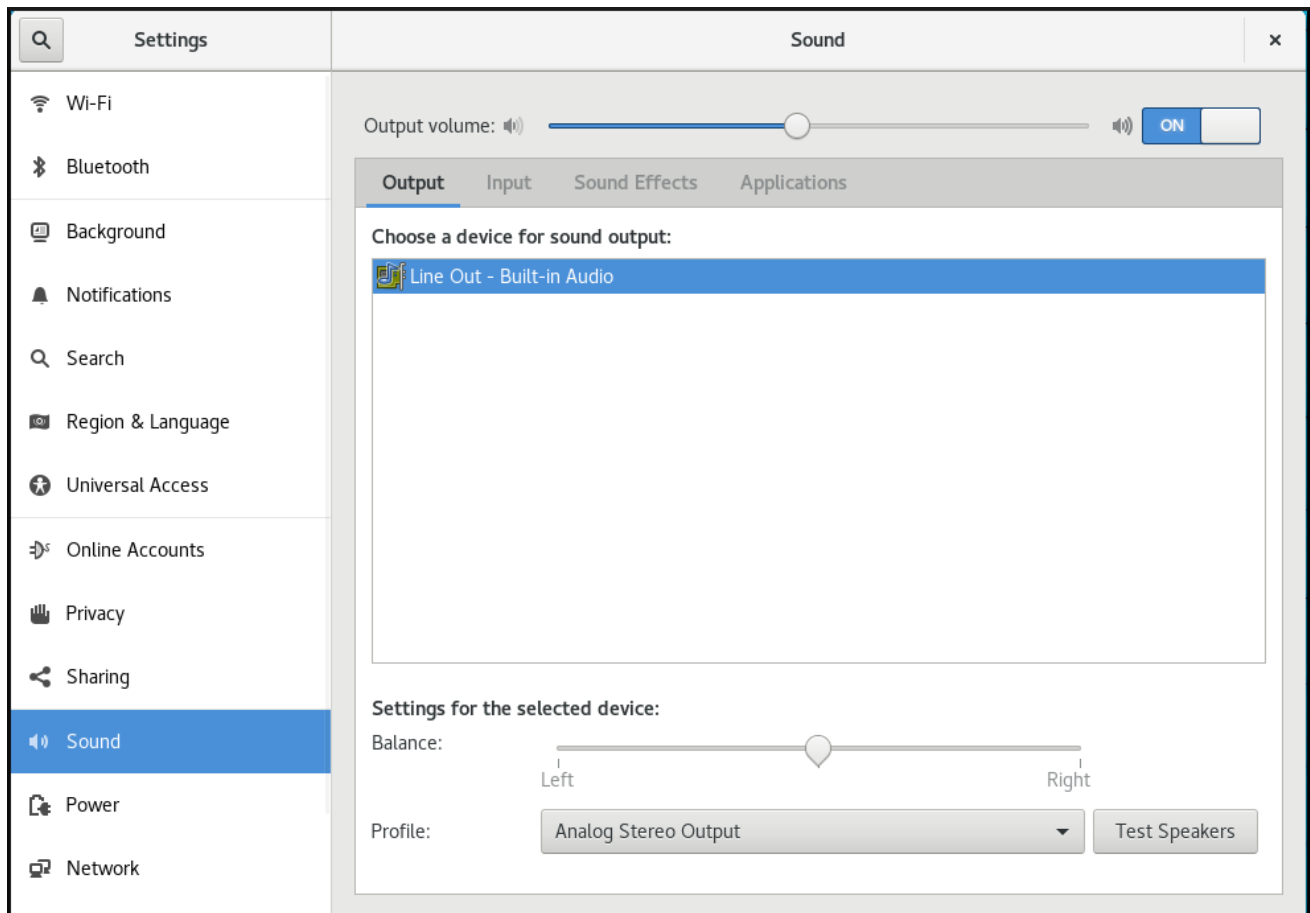 Settings
Sound
Wi-Fi
Bluetooth
Background
Notifications
Search
Region & Language
Universal Access
Online Accounts
Privacy
Sharing
Sound
Power
Network
Output volume:
ON
Output Input Sound Effects Applications
Choose a device for sound output:
Line Out - Built-in Audio
Settings for the selected device:
Balance:
Left Right
Profile: Analog Stereo Output Test Speakers